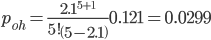 p_{oh} = \frac{2.1^{5+1}}{5!(5-2.1)} 0.121 = 0.0299